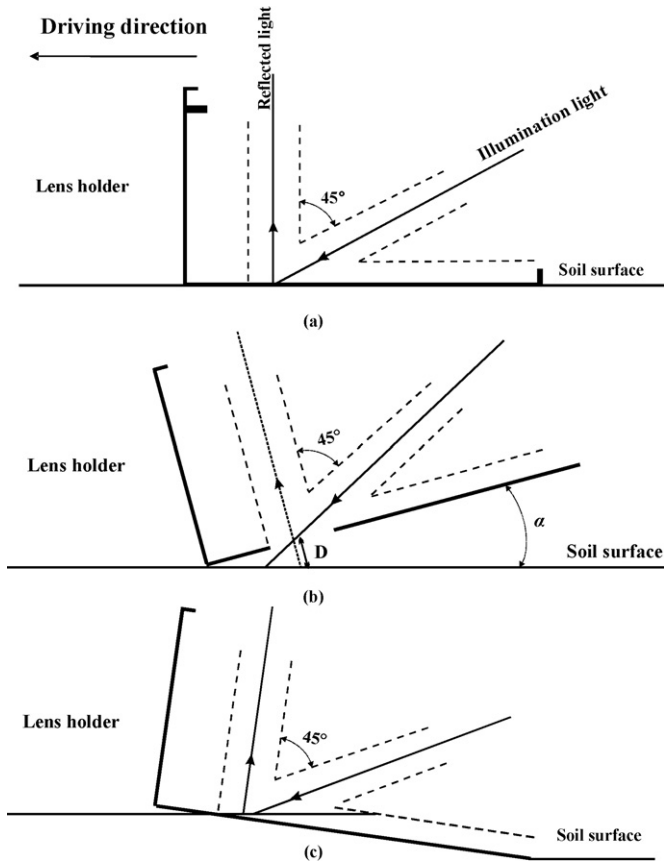 Driving direction
Reflected light
Illumination light
45°
Lens holder
Soil surface
(a)
45°
Lens holder
D
α
Soil surface
(b)
45°
Lens holder
Soil surface
(c)